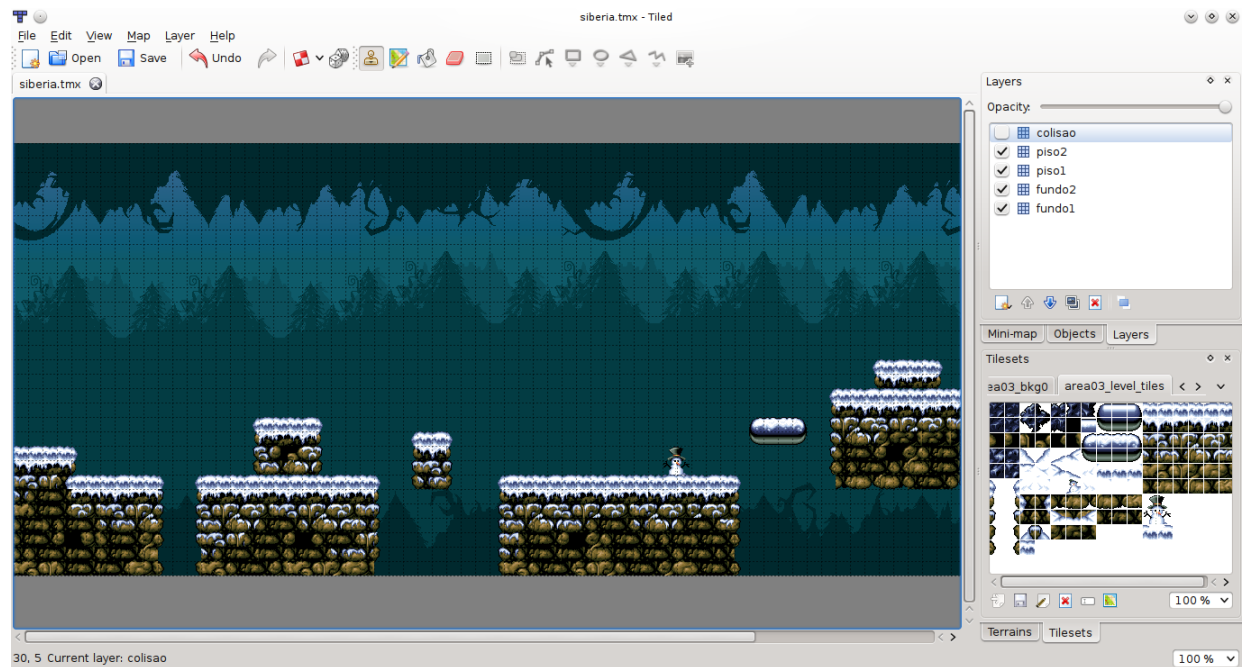 siberia.tmx - Tiled
File Edit View Map Layer Help
Open Save Undo
siberia.tmx
Layers
Opacity:
colisao
piso2
piso1
fundo2
fundo1
Mini-map Objects Layers
Tilesets
ea03_bkg0 area03_level_tiles
100 %
Terrains Tilesets
30, 5 Current layer: colisao
100 %